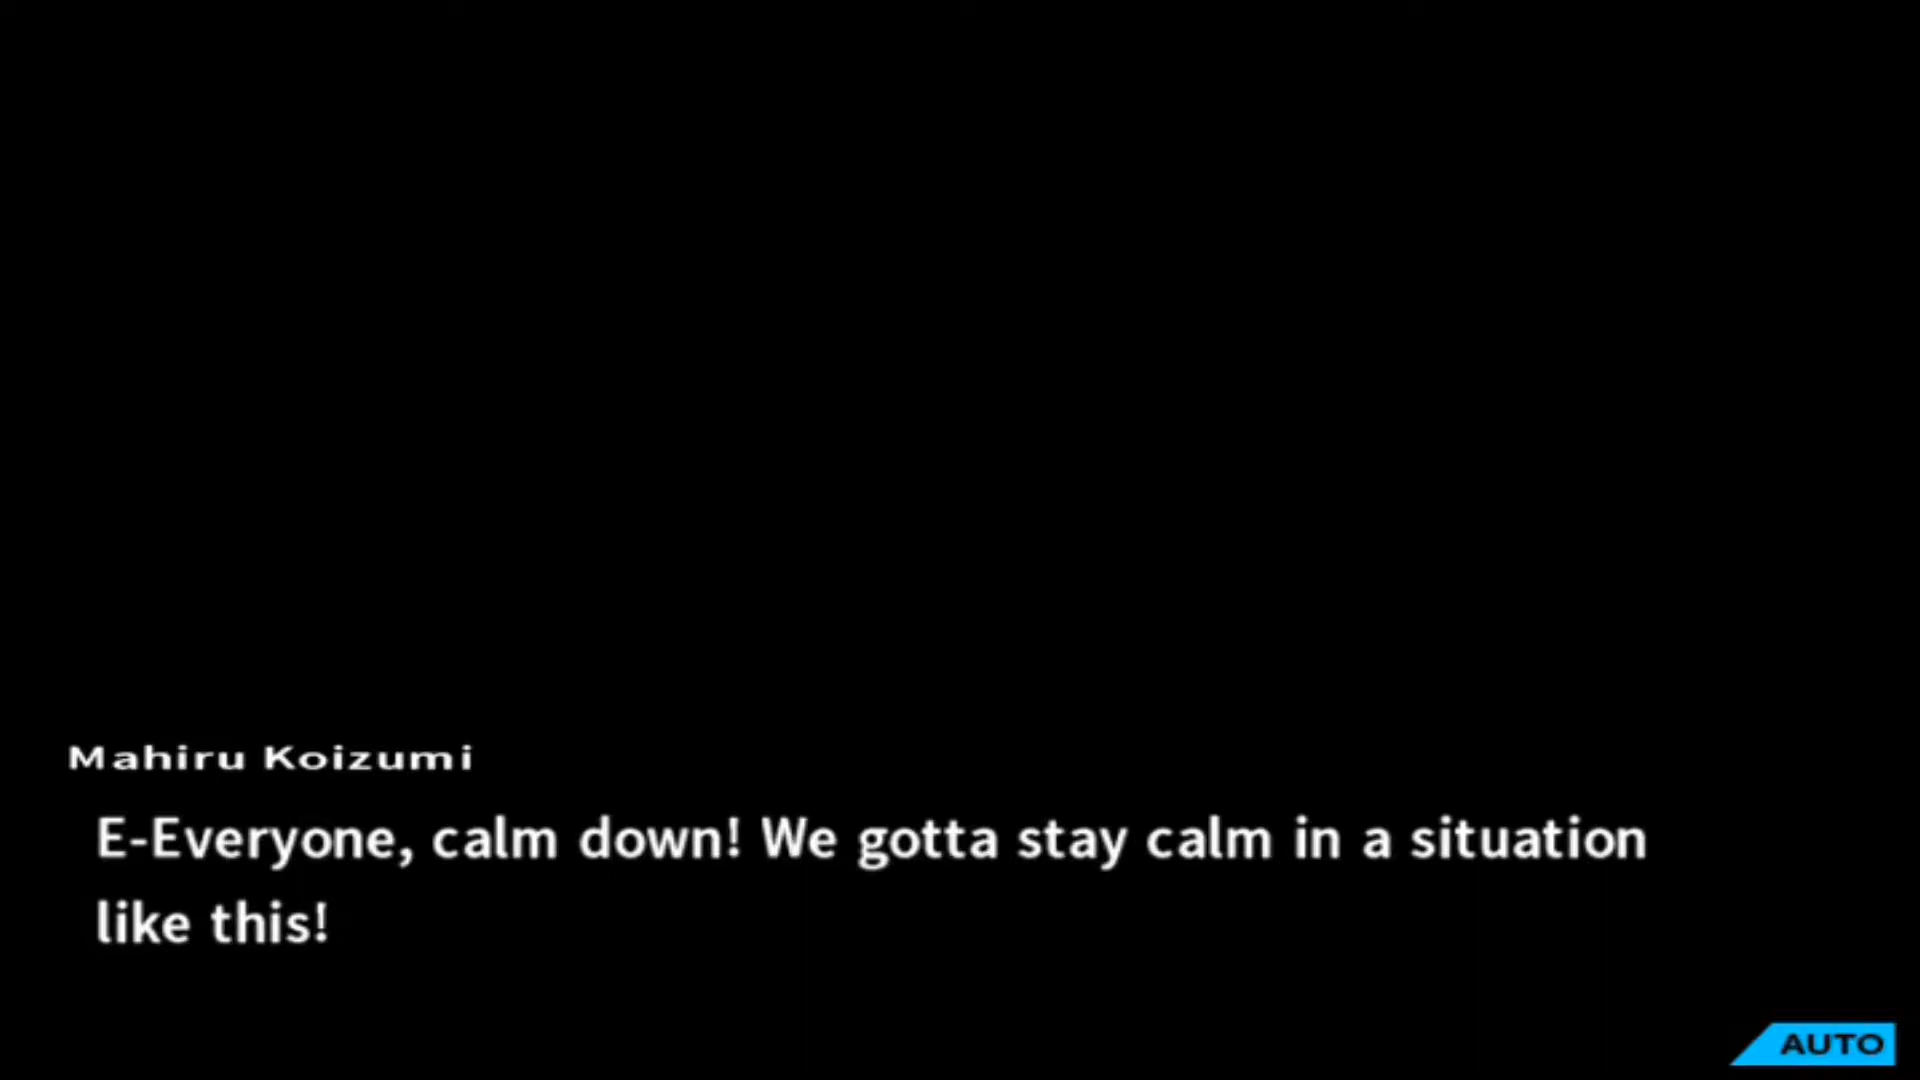 Mahiru Koizumi
E-Everyone, calm down! We gotta stay calm in a situation
like this!
AUTO